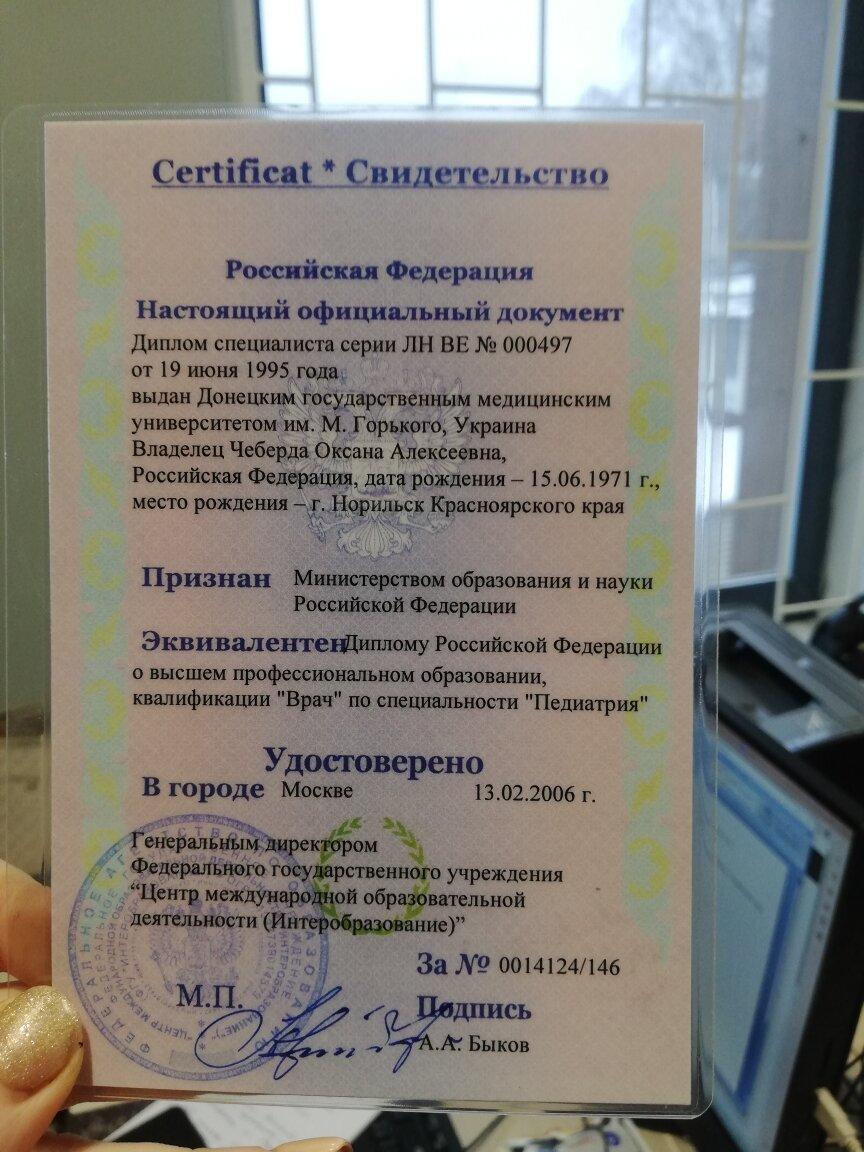 Certificat * Свидетельство
Российская Федерация
Настоящий официальный документ
Диплом специалиста серии ЛН ВЕ № 000497
от 19 июня 1995 года
выдан Донецким государственным медицинским
университетом им. М. Горького, Украина
Владелец Чеберда Оксана Алексеевна,
Российская Федерация, дата рождения – 15.06.1971 г.,
место рождения – г. Норильск Красноярского края
Признан Министерством образования и науки
Российской Федерации
Эквивалентен Диплому Российской Федерации
о высшем профессиональном образовании,
квалификации "Врач" по специальности "Педиатрия"
Удостоверено
В городе Москве 13.02.2006 г.
Генеральным директором
Федерального государственного учреждения
“Центр международной образовательной
деятельности (Интеробразование)”
За № 0014124/146
М.П.
Подпись
А.А. Быков